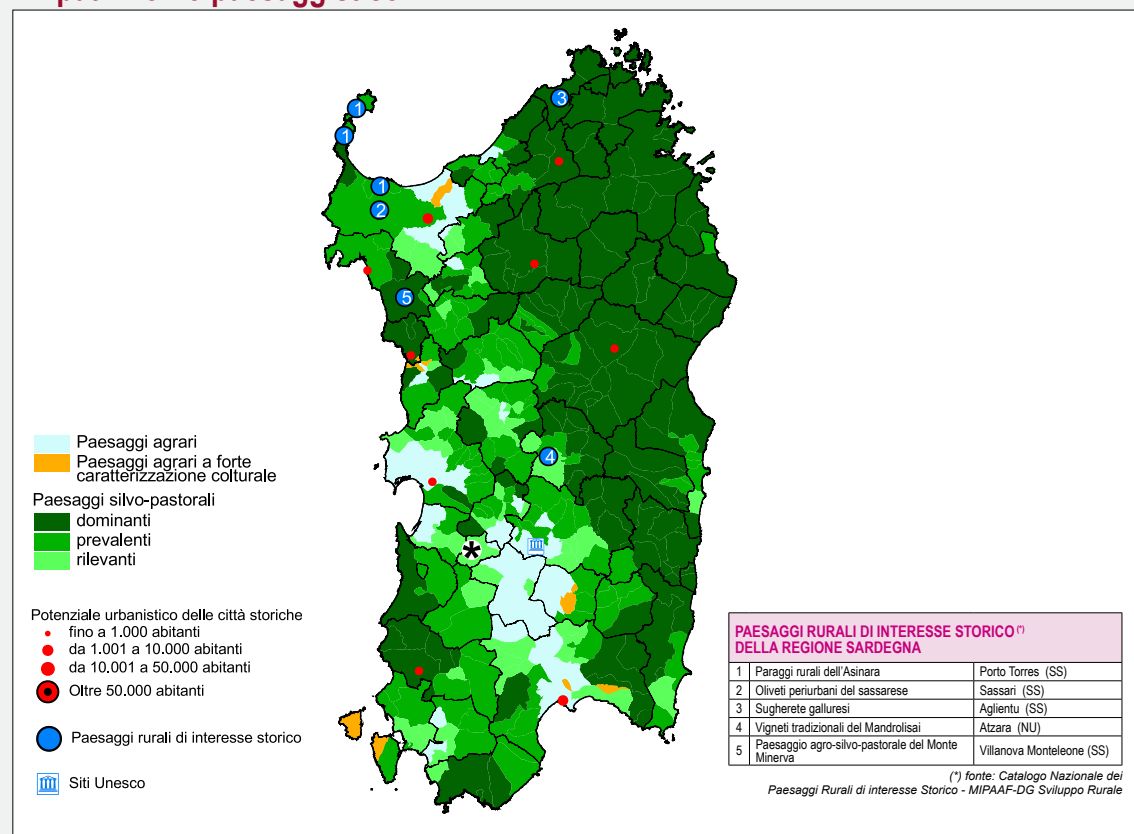 1
1
1
2
3
5
4
*
Paesaggi agrari
Paesaggi agrari a forte
caratterizzazione colturale
Paesaggi silvo-pastorali
dominanti
prevalenti
rilevanti
Potenziale urbanistico delle città storiche
fino a 1.000 abitanti
da 1.001 a 10.000 abitanti
da 10.001 a 50.000 abitanti
Oltre 50.000 abitanti
Paesaggi rurali di interesse storico
Siti Unesco
PAESAGGI RURALI DI INTERESSE STORICO (*)
DELLA REGIONE SARDEGNA
1 Paraggi rurali dell'Asinara Porto Torres (SS)
2 Oliveti periurbani del sassarese Sassari (SS)
3 Sugherete galluresi Aglientu (SS)
4 Vigneti tradizionali del Mandrolisai Atzara (NU)
5 Paesaggio agro-silvo-pastorale del Monte
Minerva Villanova Monteleone (SS)
(*) fonte: Catalogo Nazionale dei
Paesaggi Rurali di interesse Storico - MIPAAF-DG Sviluppo Rurale